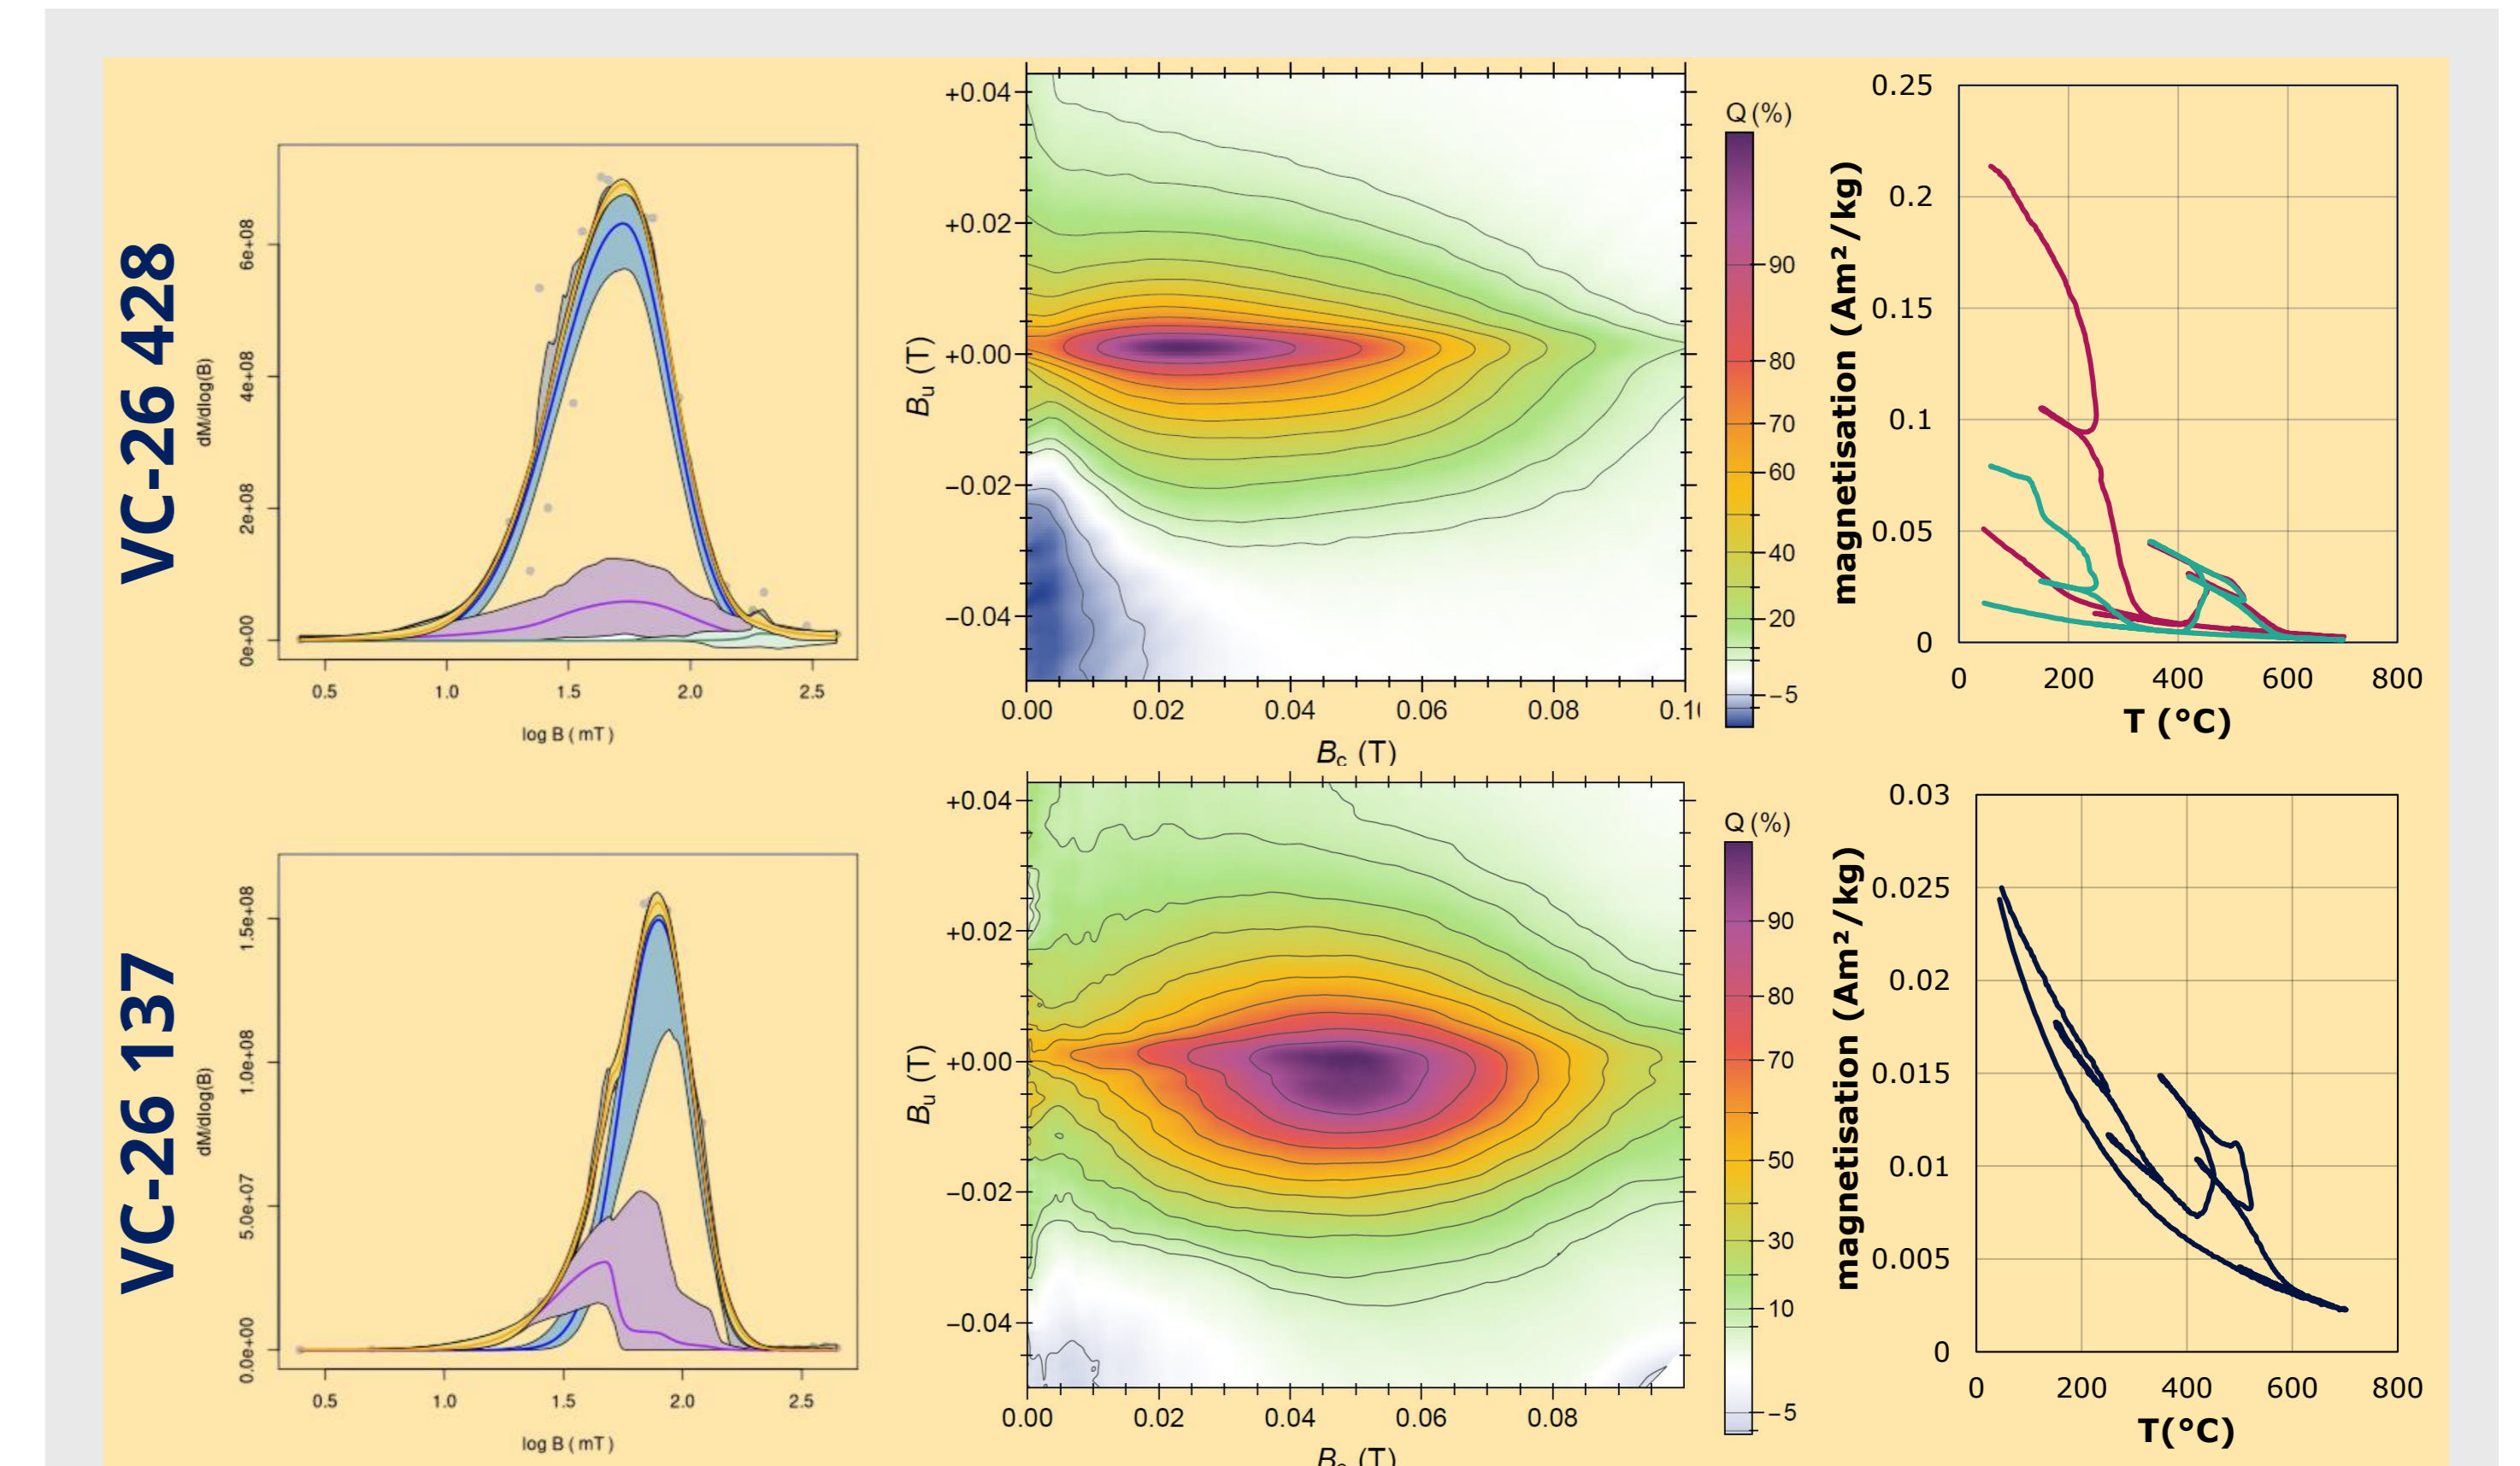 VC-26 428
dM/dlog(B)
6e+08
4e+08
2e+08
0e+00
0.5 1.0 1.5 2.0 2.5
log B ( mT )
+0.04
+0.02
+0.00
−0.02
−0.04
Bu (T)
0.00 0.02 0.04 0.06 0.08
Bc (T)
Q (%)
90
80
70
60
40
20
−5
magnetisation (Am²/kg)
0.25
0.2
0.15
0.1
0.05
0
0 200 400 600 800
T (°C)
VC-26 137
dM/dlog(B)
1.5e+08
1.0e+08
5.0e+07
0.0e+00
0.5 1.0 1.5 2.0 2.5
log B ( mT )
+0.04
+0.02
+0.00
−0.02
−0.04
Bu (T)
0.00 0.02 0.04 0.06 0.08
(T)
Q (%)
90
80
70
50
30
10
−5
magnetisation (Am²/kg)
0.03
0.025
0.02
0.015
0.01
0.005
0
0 200 400 600 800
T(°C)